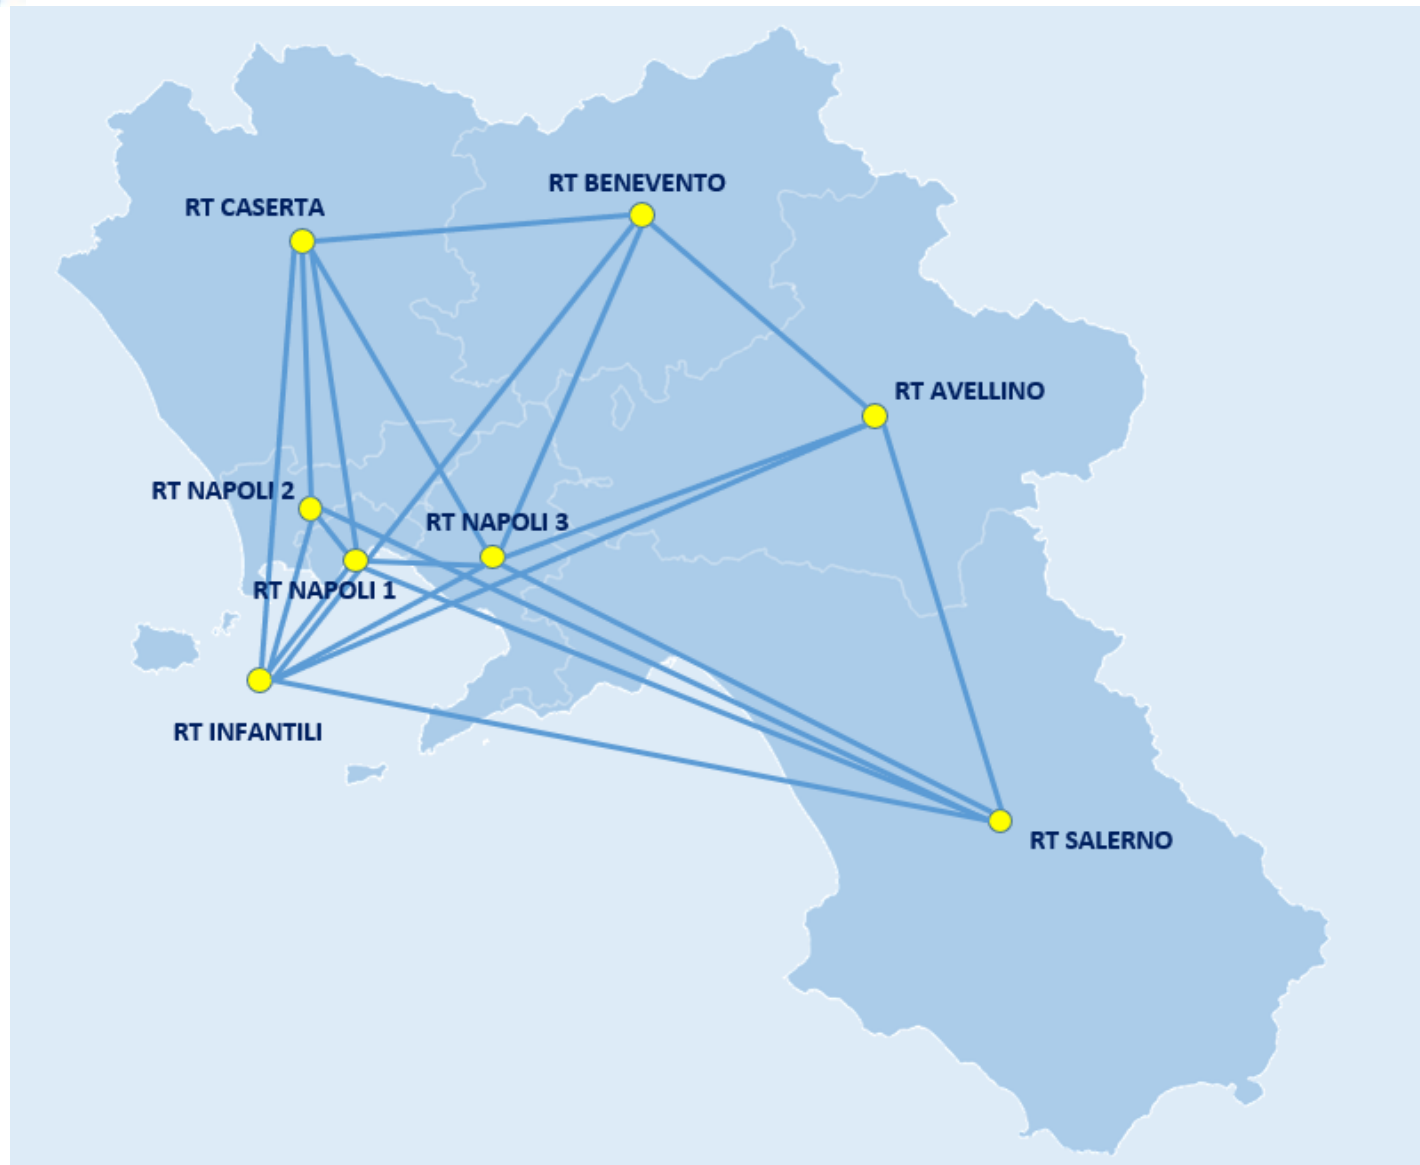 RT BENEVENTO
RT CASERTA
RT AVELLINO
RT NAPOLI 2
RT NAPOLI 3
RT NAPOLI 1
RT INFANTILI
RT SALERNO